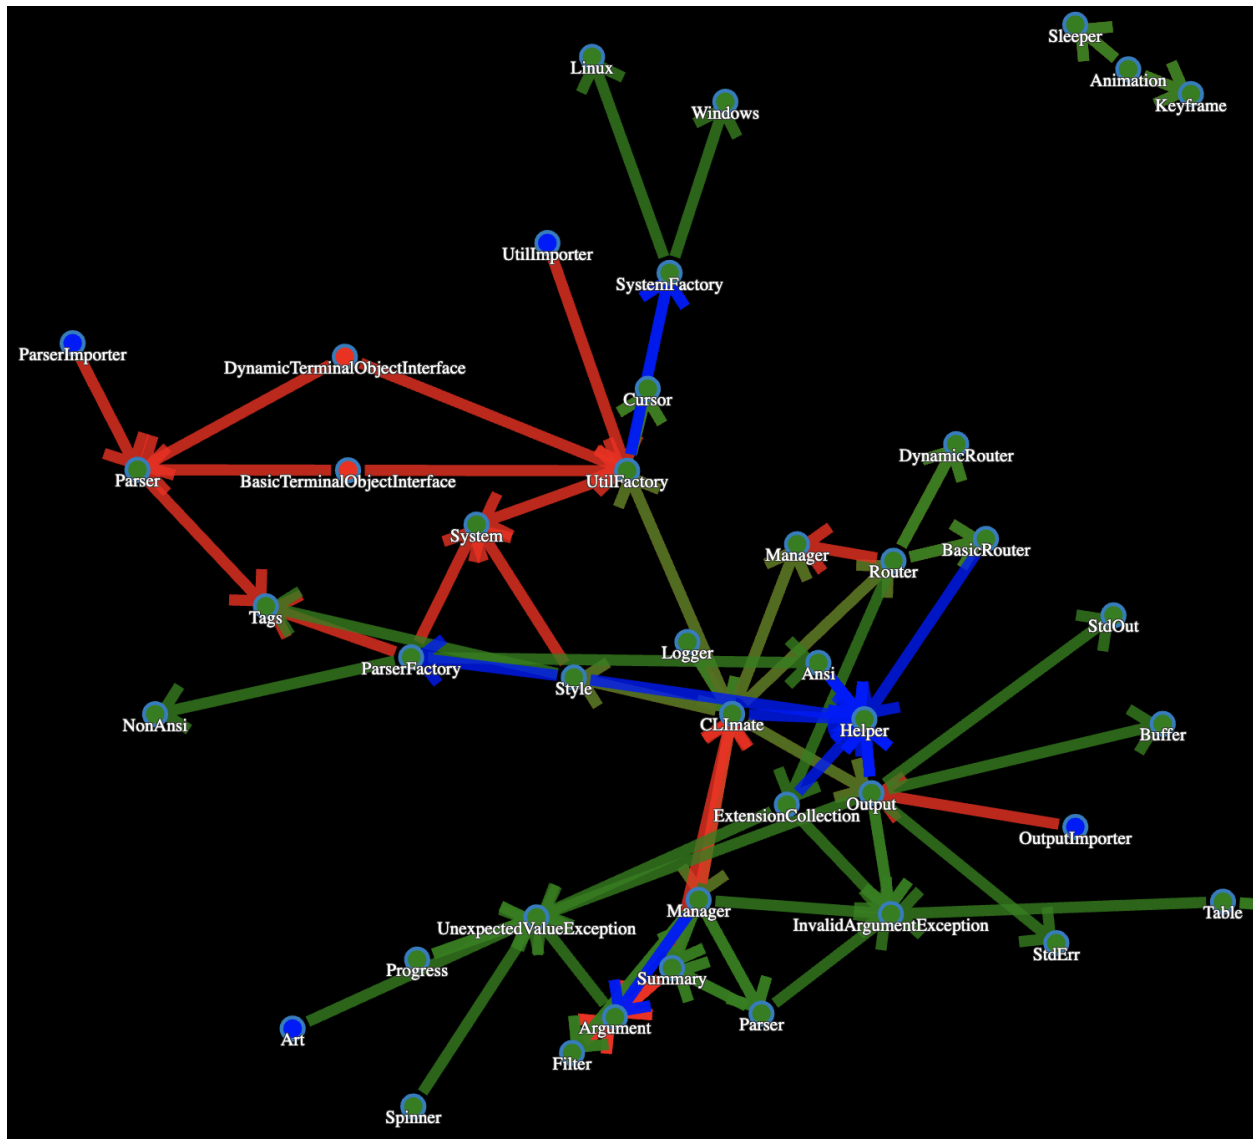 Sleeper
Linux
Animation
Keyframe
Windows
UtilImporter
SystemFactory
ParserImporter
DynamicTerminalObjectInterface
Cursor
DynamicRouter
Parser
BasicTerminalObjectInterface
UtilFactory
System
Manager
BasicRouter
Router
Tags
StdOut
Logger
ParserFactory
Ansi
Style
NonAnsi
CLImate
Helper
Buffer
Output
ExtensionCollection
OutputImporter
Manager
Table
UnexpectedValueException
InvalidArgumentException
StdErr
Progress
Summary
Argument
Parser
Art
Filter
Spinner